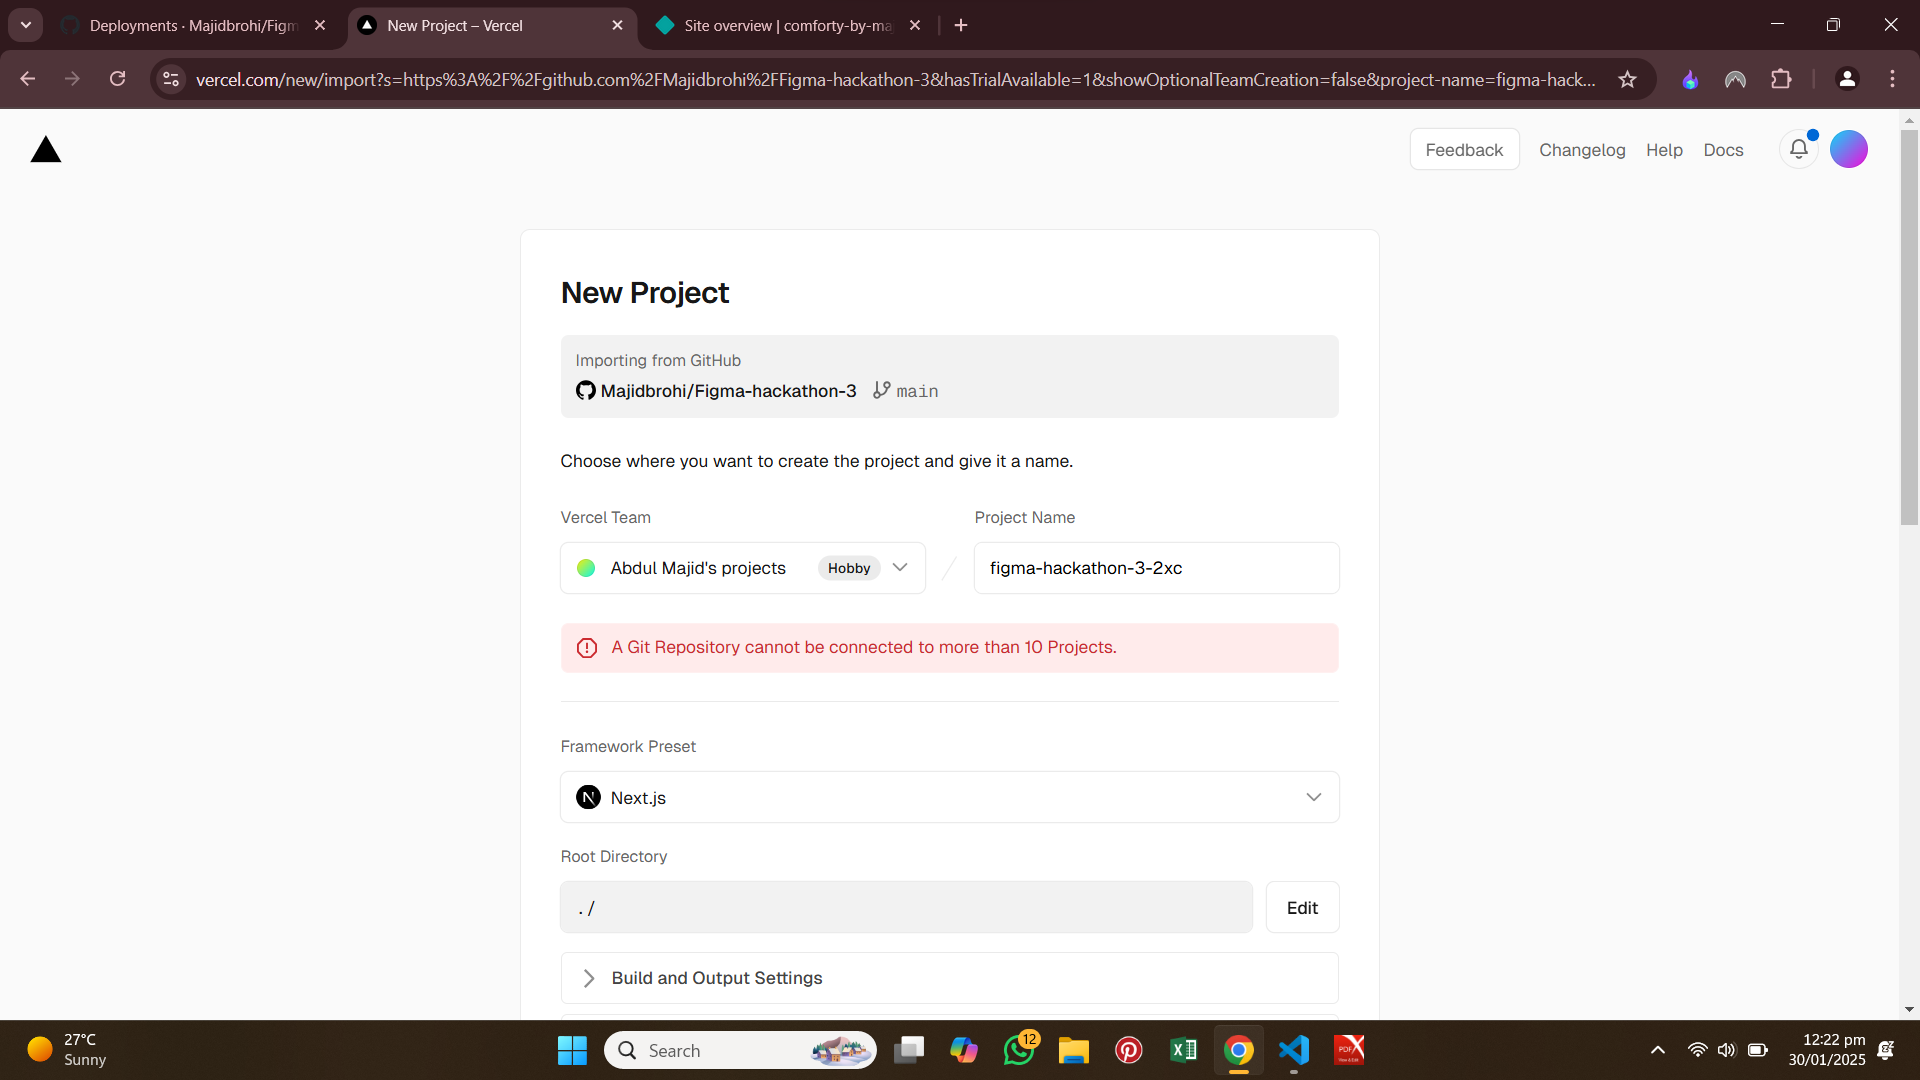 Deployments · Majidbrohi/Figm
New Project – Vercel
Site overview | comforty-by-ma
vercel.com/new/import?s=https%3A%2F%2Fgithub.com%2FMajidbrohi%2FFigma-hackathon-3&hasTrialAvailable=1&showOptionalTeamCreation=false&project-name=figma-hack...
Feedback
Changelog
Help
Docs
New Project
Importing from GitHub
Majidbrohi/Figma-hackathon-3 main
Choose where you want to create the project and give it a name.
Vercel Team
Project Name
Abdul Majid's projects Hobby
figma-hackathon-3-2xc
A Git Repository cannot be connected to more than 10 Projects.
Framework Preset
N Next.js
Root Directory
./
Edit
Build and Output Settings
27°C
Sunny
Search
12
PDF
12:22 pm
30/01/2025